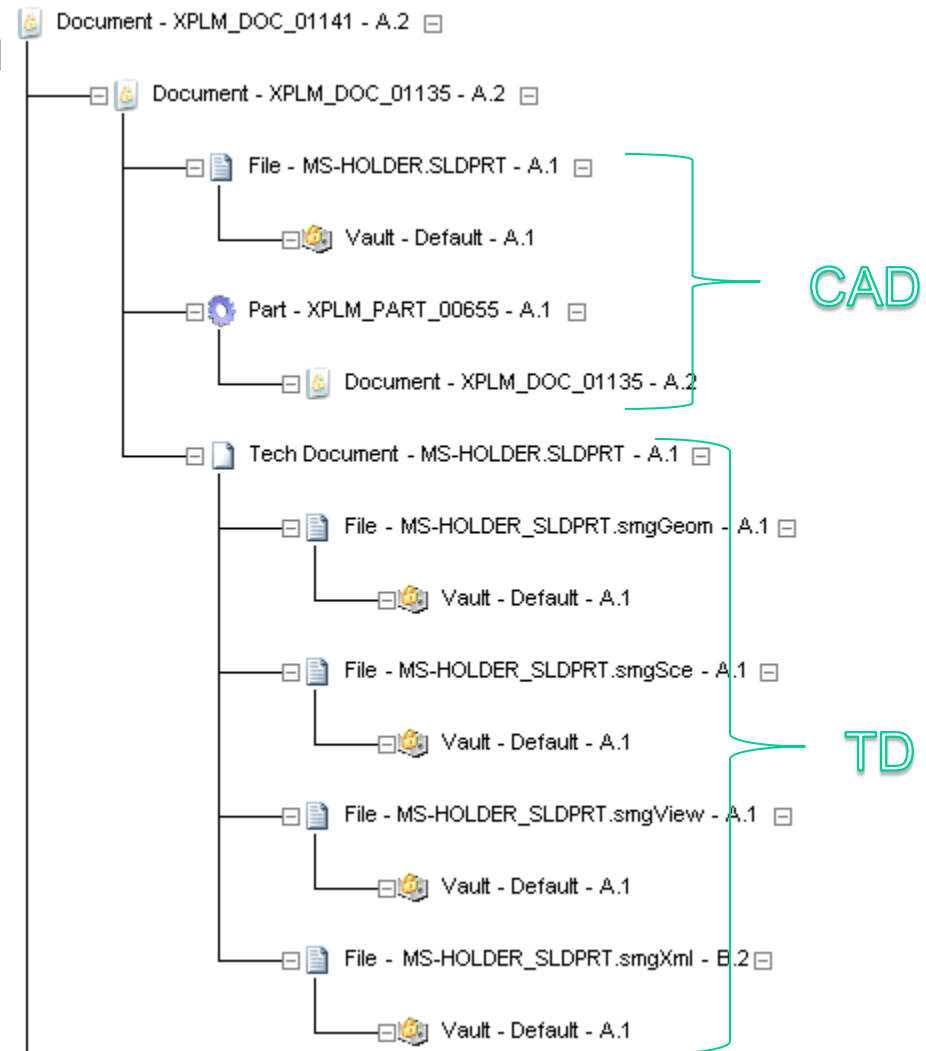 Document - XPLM_DOC_01141 - A.2
Document - XPLM_DOC_01135 - A.2
File - MS-HOLDER.SLDPRT - A.1
Vault - Default - A.1
CAD
Part - XPLM_PART_00655 - A.1
Document - XPLM_DOC_01135 - A.2
Tech Document - MS-HOLDER.SLDPRT - A.1
File - MS-HOLDER_SLDPRT.smgGeom - A.1
Vault - Default - A.1
File - MS-HOLDER_SLDPRT.smgSce - A.1
Vault - Default - A.1
TD
File - MS-HOLDER_SLDPRT.smgView - A.1
Vault - Default - A.1
File - MS-HOLDER_SLDPRT.smgXml - B.2
Vault - Default - A.1